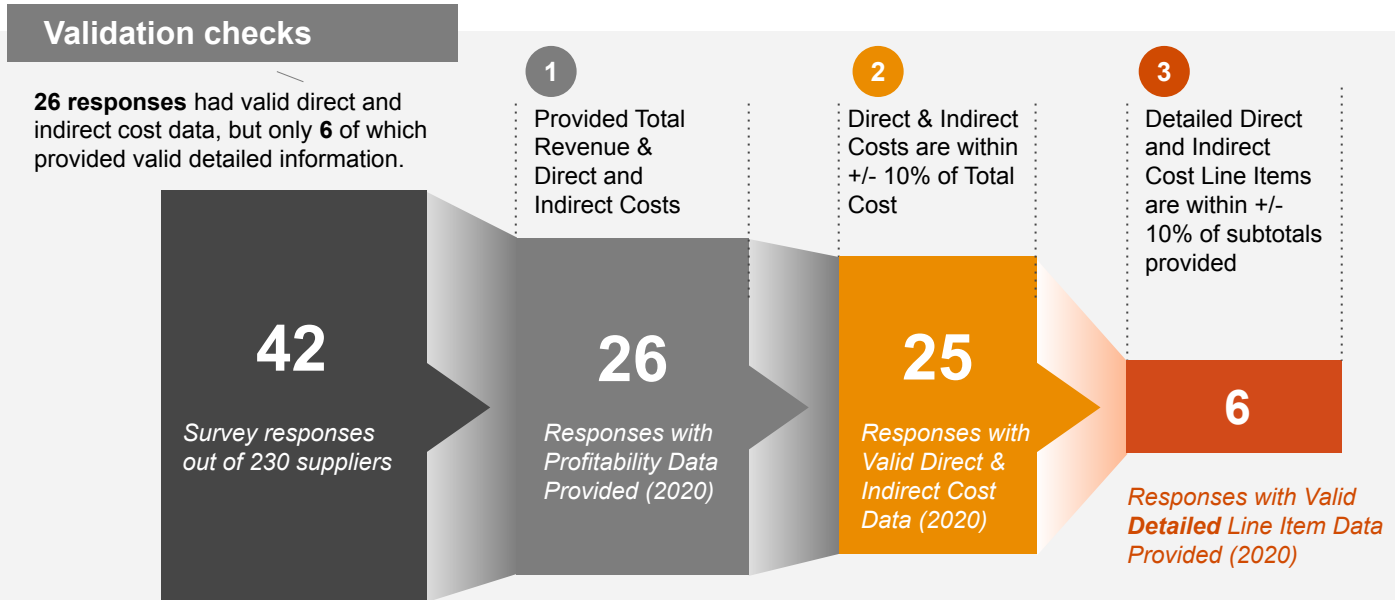 Validation checks
26 responses had valid direct and
indirect cost data, but only 6 of which
provided valid detailed information.
1
Provided Total
Revenue &
Direct and
Indirect Costs
2
Direct & Indirect
Costs are within
+/- 10% of Total
Cost
3
Detailed Direct
and Indirect
Cost Line Items
are within +/-
10% of subtotals
provided
42
Survey responses
out of 230 suppliers
26
Responses with
Profitability Data
Provided (2020)
25
Responses with
Valid Direct &
Indirect Cost
Data (2020)
6
Responses with Valid
Detailed Line Item Data
Provided (2020)